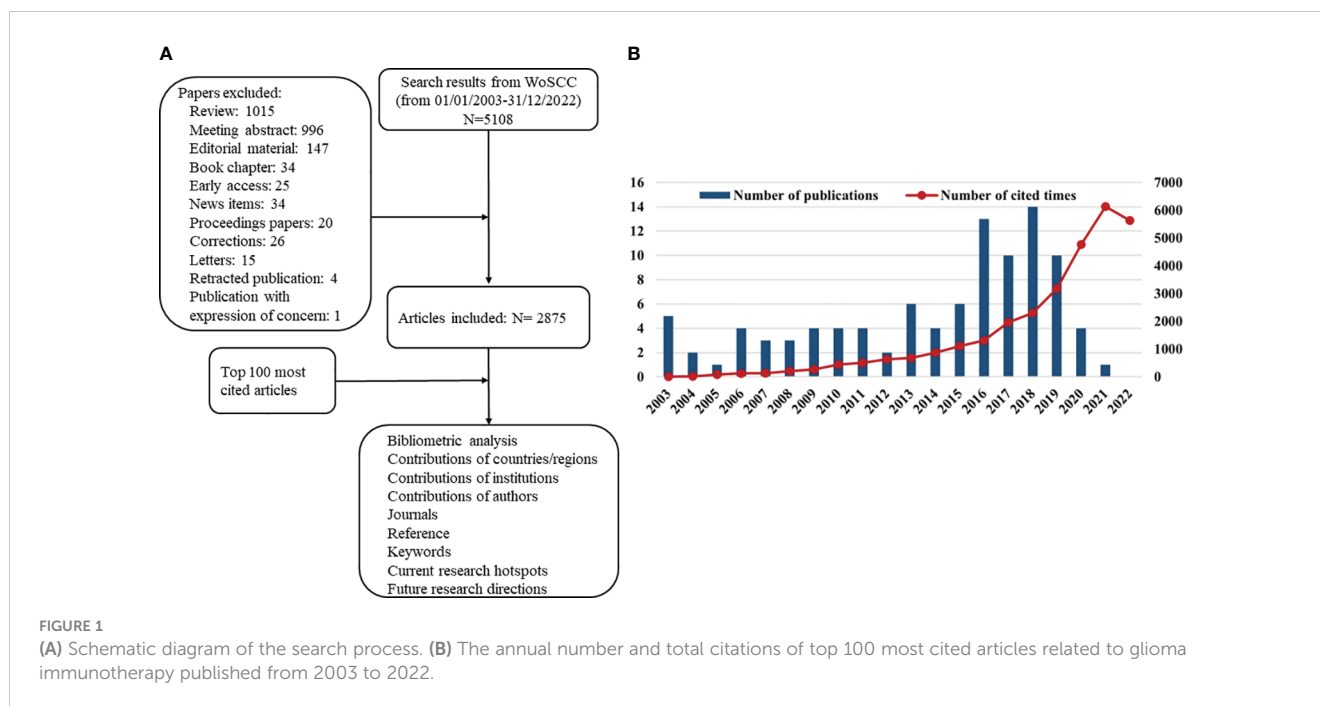 A
Papers excluded:
Review: 1015
Meeting abstract: 996
Editorial material: 147
Book chapter: 34
Early access: 25
News items: 34
Proceedings papers: 20
Corrections: 26
Letters: 15
Retracted publication: 4
Publication with
expression of concern: 1
Search results from WoSCC
(from 01/01/2003-31/12/2022)
N=5108
Articles included: N= 2875
Top 100 most
cited articles
Bibliometric analysis
Contributions of countries/regions
Contributions of institutions
Contributions of authors
Journals
Reference
Keywords
Current research hotspots
Future research directions
B
Number of publications
Number of cited times
16
14
12
10
8
6
4
2
0
7000
6000
5000
4000
3000
2000
1000
0
2003
2004
2005
2006
2007
2008
2009
2010
2011
2012
2013
2014
2015
2016
2017
2018
2019
2020
2021
2022
FIGURE 1
(A) Schematic diagram of the search process. (B) The annual number and total citations of top 100 most cited articles related to glioma
immunotherapy published from 2003 to 2022.